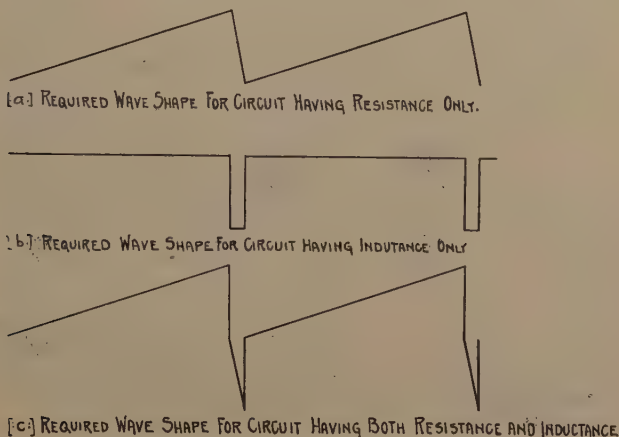 [a.] REQUIRED WAVE SHAPE FOR CIRCUIT HAVING RESISTANCE ONLY.
[b.] REQUIRED WAVE SHAPE FOR CIRCUIT HAVING INDUTANCE ONLY
[c.] REQUIRED WAVE SHAPE FOR CIRCUIT HAVING BOTH RESISTANCE AND INDUCTANCE